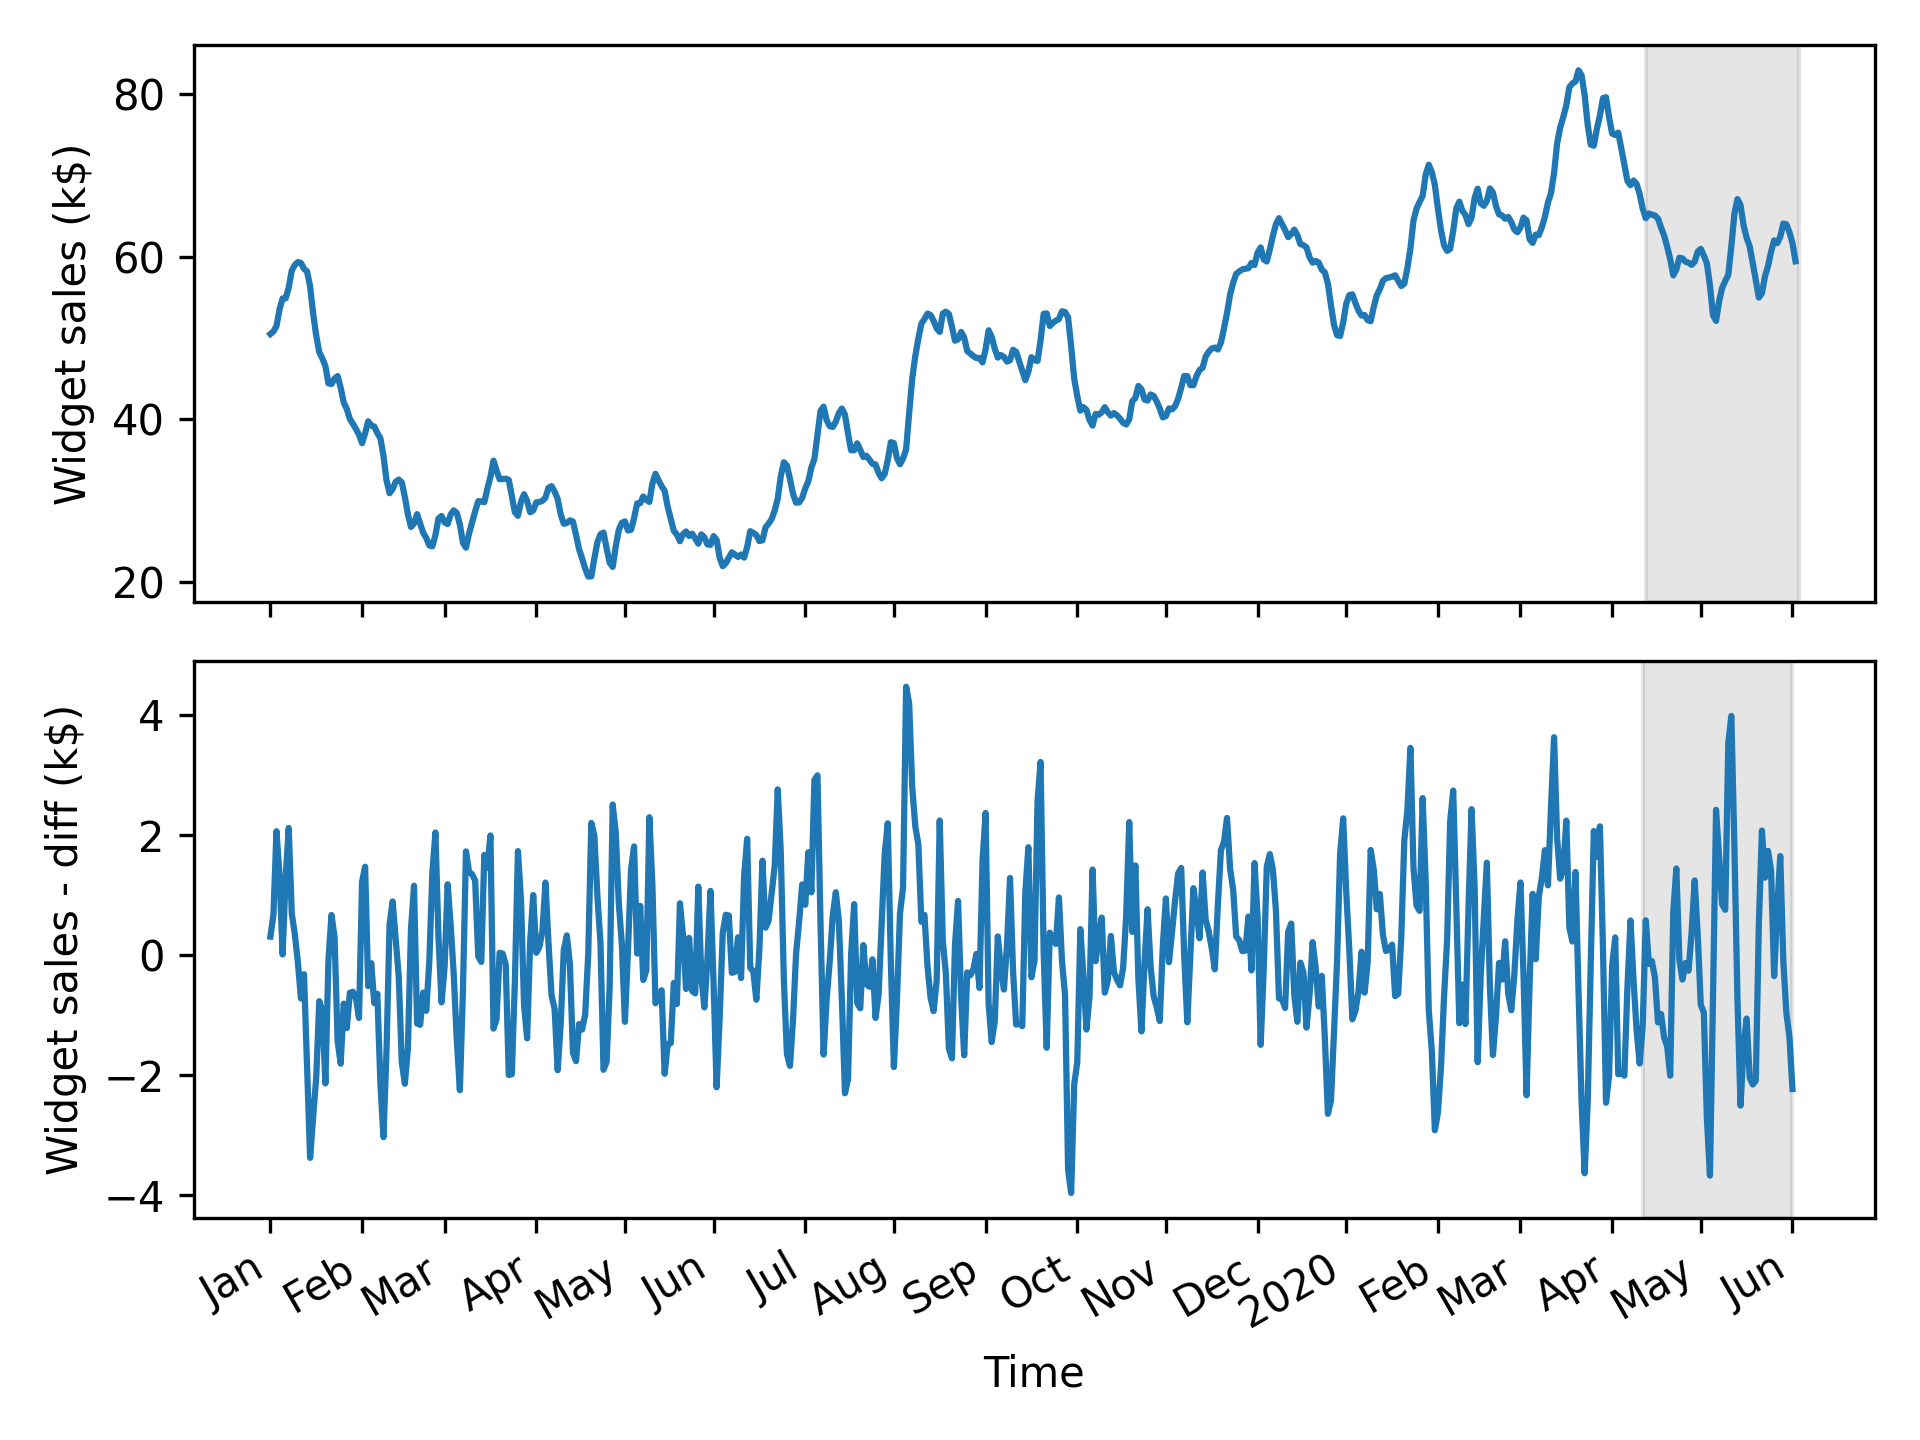 Widget sales (k$)
80
60
40
20
Widget sales - diff (k$)
4
2
0
−2
−4
Jan Feb Mar Apr May Jun Jul Aug Sep Oct Nov Dec 2020 Feb Mar Apr May Jun
Time